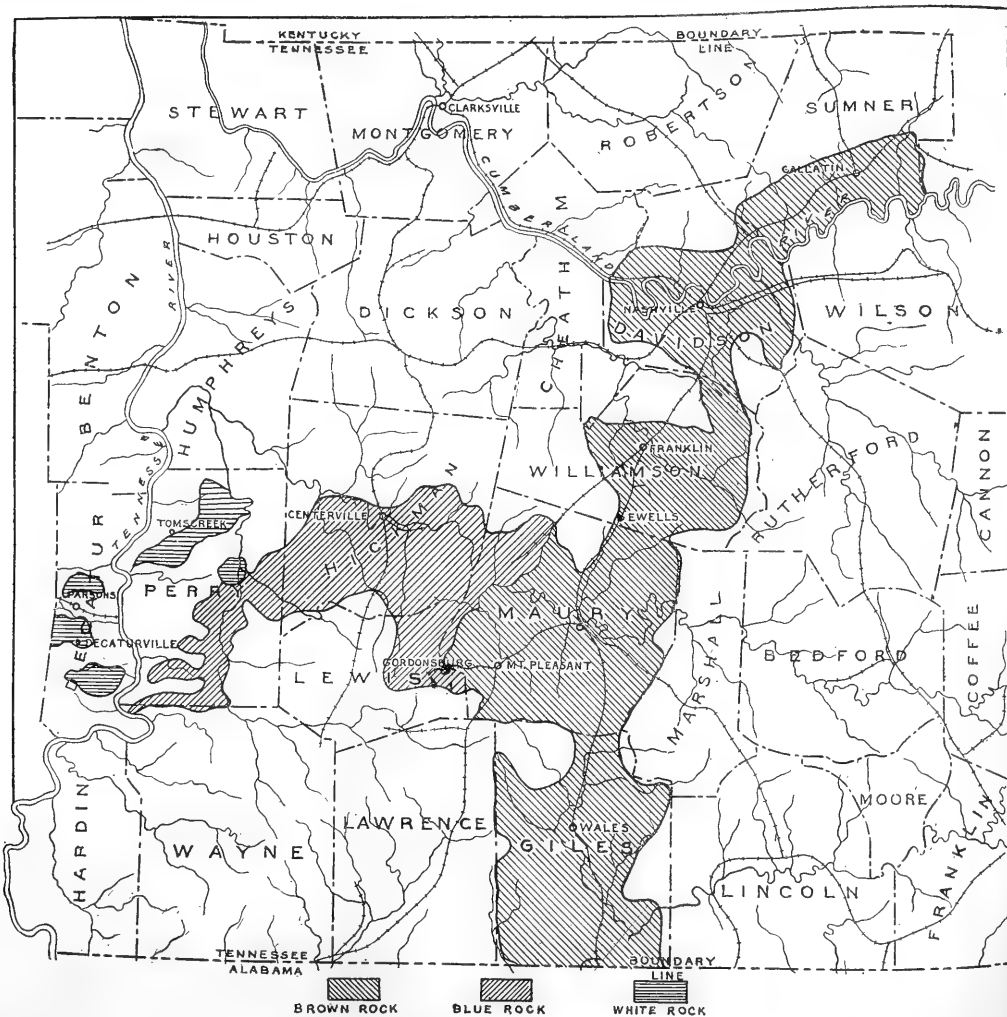 KENTUCKY
TENNESSEE
BOUNDARY
LINE
STEWART
CLARKSVILLE
MONTGOMERY
ROBERTSON
SUMNER
GALLATIN
CUMBERLAND
RIVER
HOUSTON
BENTON
RIVER
HUMPHREYS
DICKSON
CHEATHAM
NASHVILLE
DAVIDSON
WILSON
FRANKLIN
WILLIAMSON
RUTHERFORD
CANNON
TENNESSEE
TOMSCREEK
CENTERVILLE
HICKMAN
EWELLS
DECATUR
PARSONS
PERRY
DECATURVILLE
MAURY
GORDONSBURG
MT. PLEASANT
LEWIS
MARSHALL
BEDFORD
COFFEE
HARDIN
WAYNE
LAWRENCE
WALES
GILES
MOORE
LINCOLN
FRANKLIN
TENNESSEE
ALABAMA
BOUNDARY
LINE
BROWN ROCK
BLUE ROCK
WHITE ROCK